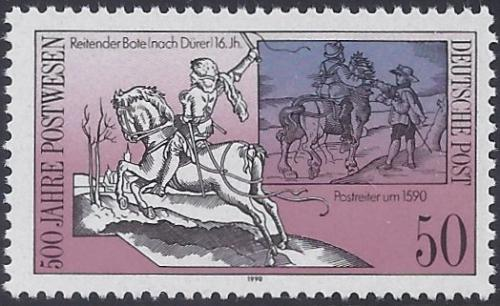 Reitender Bote (nach Dürer) 16. Jh.
500 JAHRE POSTWESEN
DEUTSCHE POST
Postreiter um 1590
50
1990